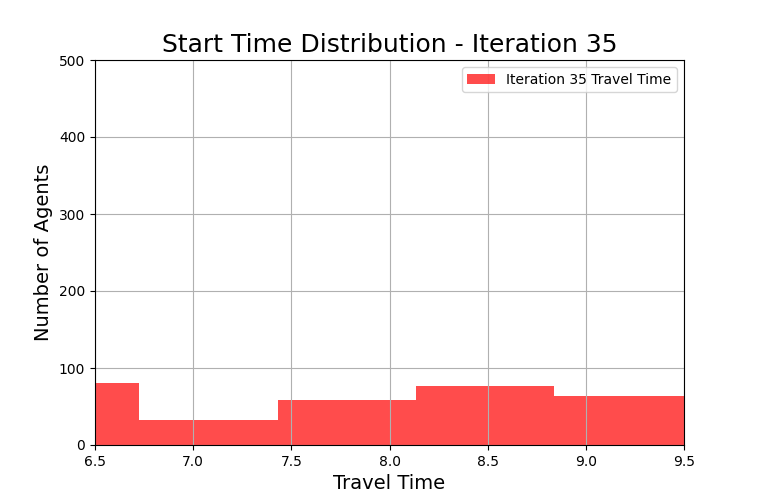 Start Time Distribution - Iteration 35
Iteration 35 Travel Time
Number of Agents
500
400
300
200
100
0
6.5 7.0 7.5 8.0 8.5 9.0 9.5
Travel Time